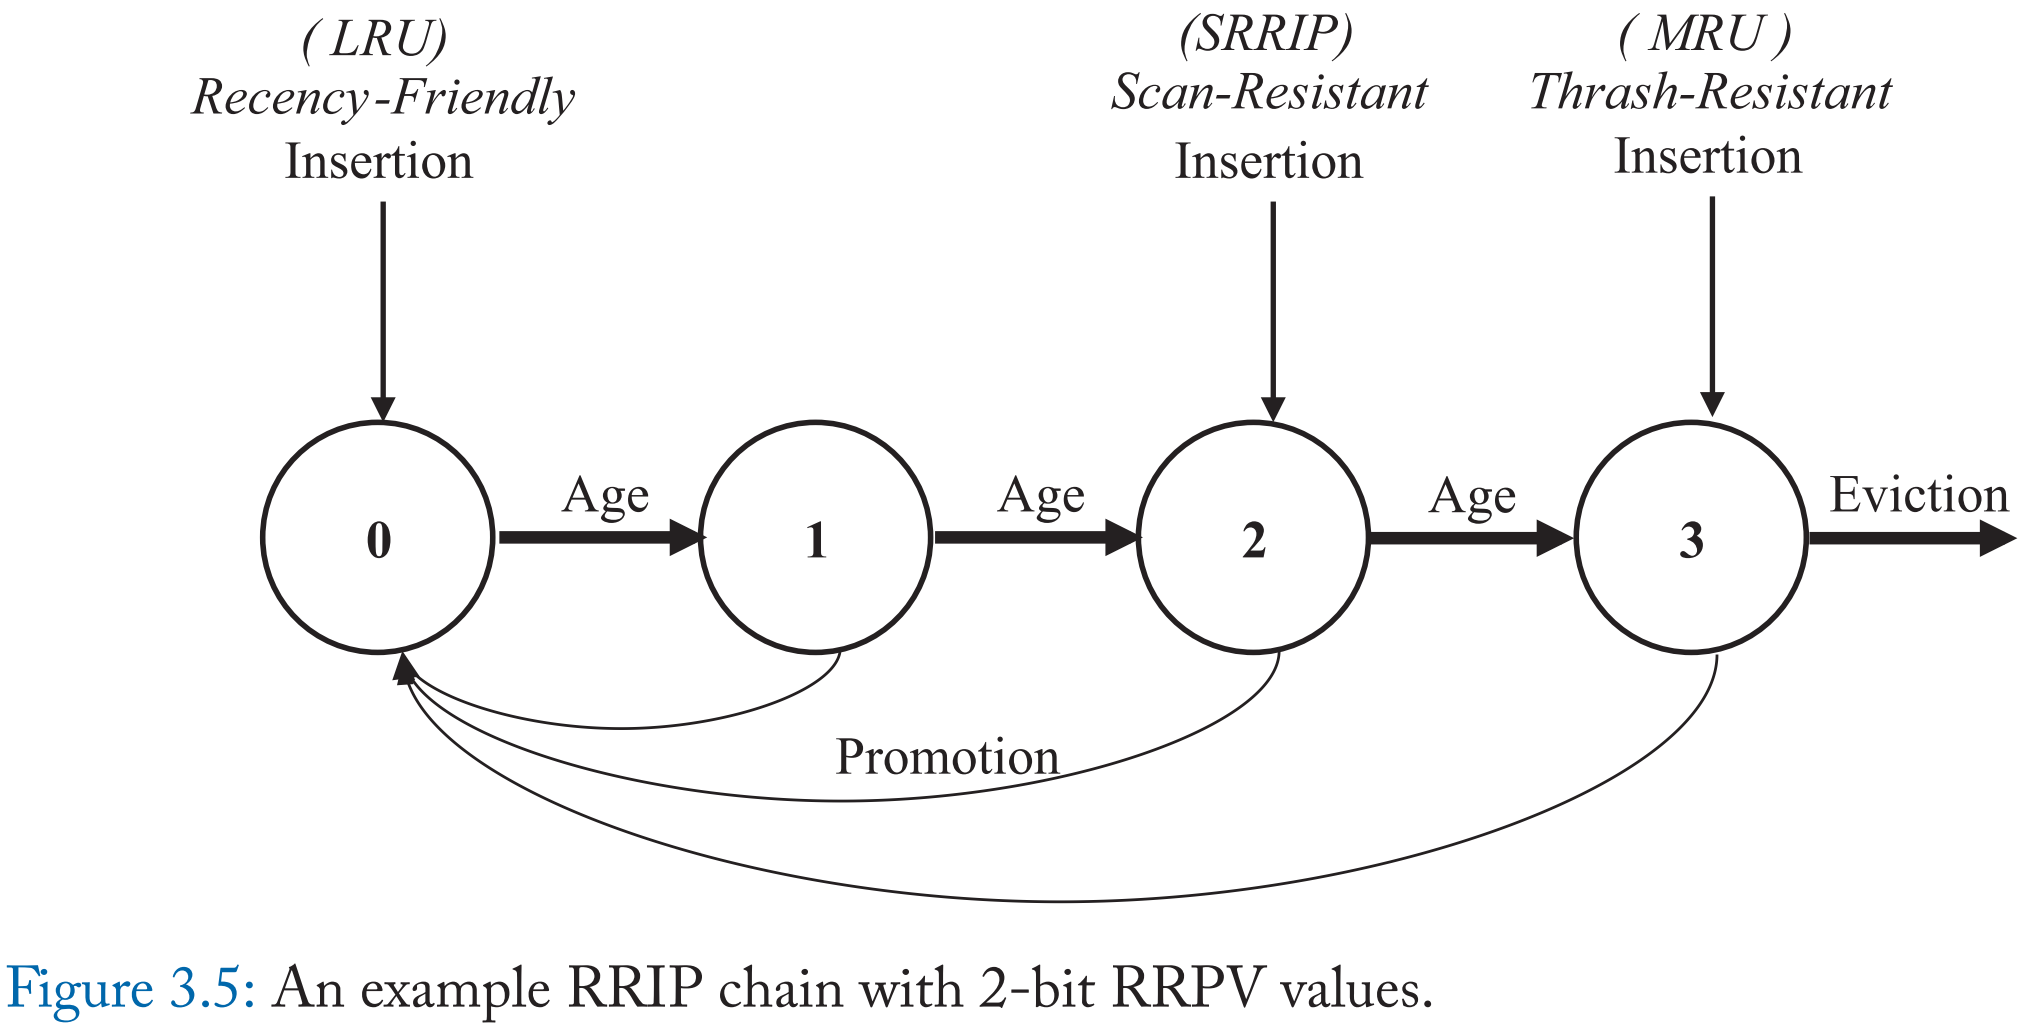 ( LRU)
Recency-Friendly
Insertion
(SRRIP)
Scan-Resistant
Insertion
( MRU )
Thrash-Resistant
Insertion
0
Age
1
Age
2
Age
3
Eviction
Promotion
Figure 3.5: An example RRIP chain with 2-bit RRPV values.